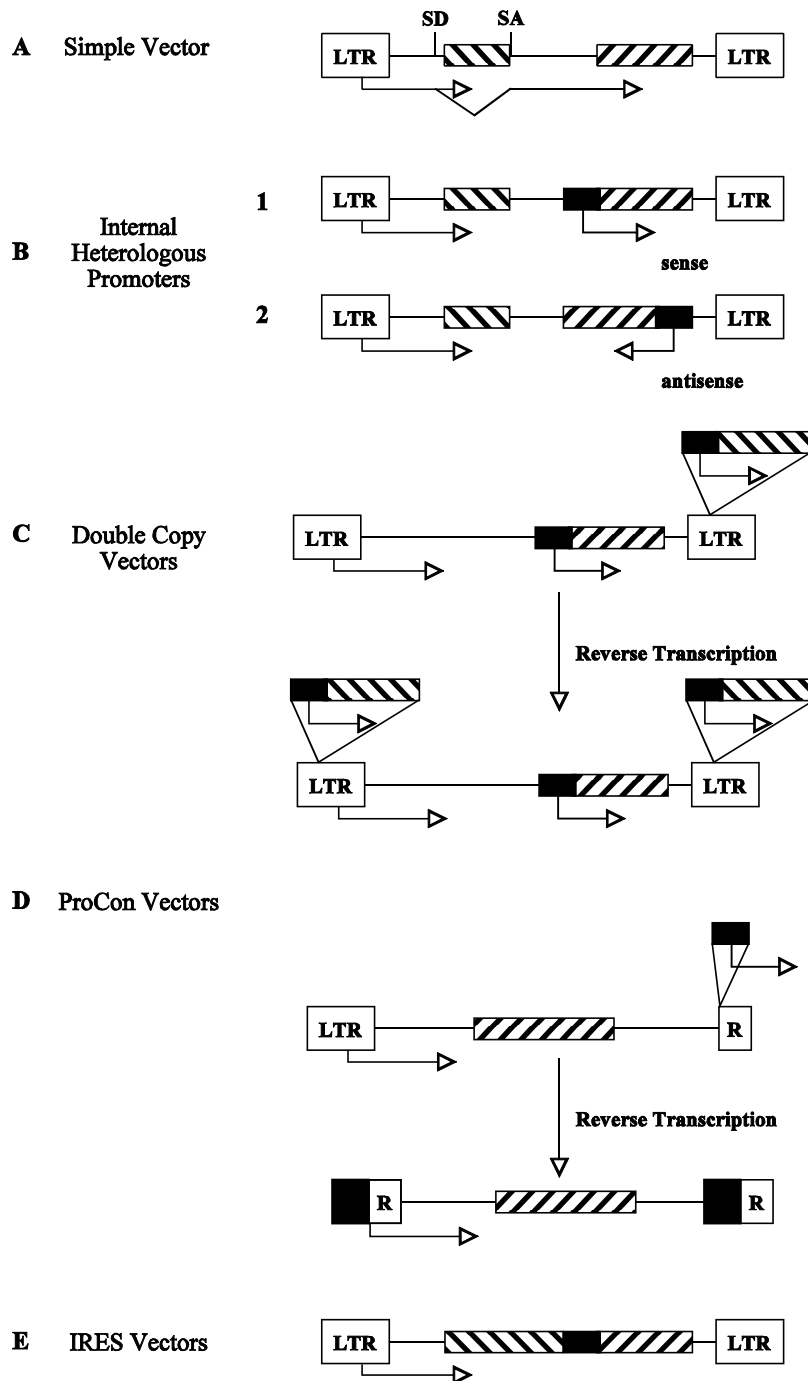 SD SA
A Simple Vector LTR LTR
1 LTR LTR
Internal
B Heterologous
Promoters
sense
2 LTR LTR
antisense
C Double Copy LTR LTR
Vectors
Reverse Transcription
LTR LTR
D ProCon Vectors
LTR R
Reverse Transcription
R R
E IRES Vectors LTR LTR